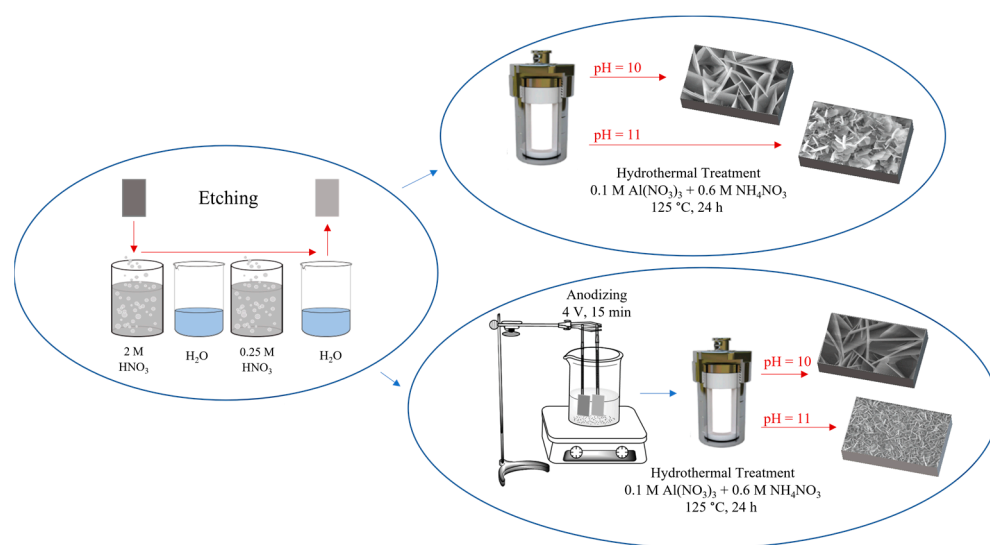 Etching
2 M
HNO₃
H₂O
0.25 M
HNO₃
H₂O
pH = 10
pH = 11
Hydrothermal Treatment
0.1 M Al(NO₃)₃ + 0.6 M NH₄NO₃
125 °C, 24 h
Anodizing
4 V, 15 min
pH = 10
pH = 11
Hydrothermal Treatment
0.1 M Al(NO₃)₃ + 0.6 M NH₄NO₃
125 °C, 24 h